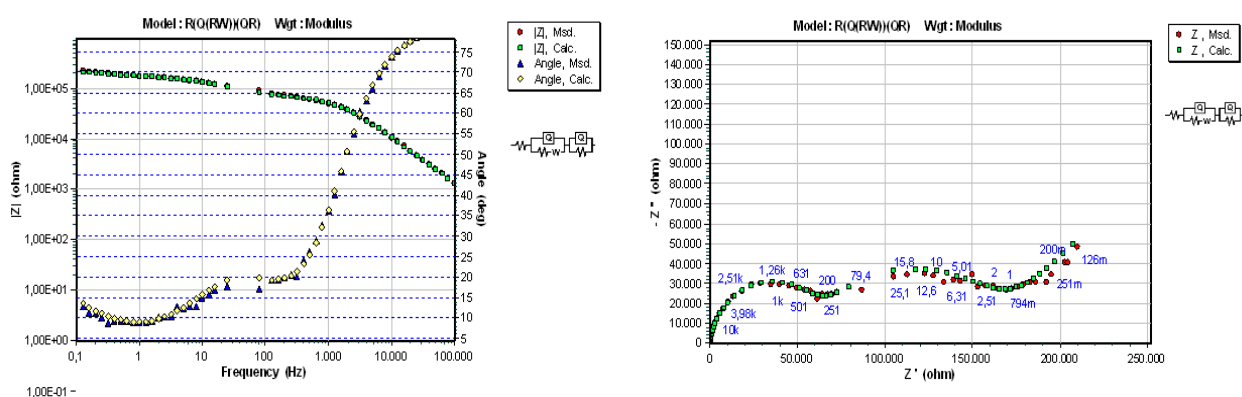 Model : R(Q(RW))(QR) Wgt : Modulus
|Z|, Msd.
|Z|, Calc.
Angle, Msd.
Angle, Calc.
Q
Q
W
|Z| (ohm)
1,00E+05
1,00E+04
1,00E+03
1,00E+02
1,00E+01
1,00E+00
1,00E-01
75
70
65
60
55
50
45
40
35
30
25
20
15
10
5
Angle (deg)
0,1
1
10
100
1.000
10.000
100.000
Frequency (Hz)
Model : R(Q(RW))(QR) Wgt : Modulus
Z , Msd.
Z , Calc.
Q
Q
W
- Z '' (ohm)
150.000
140.000
130.000
120.000
110.000
100.000
90.000
80.000
70.000
60.000
50.000
40.000
30.000
20.000
10.000
0
2,51k
1,26k
631
200
79,4
15,8
10
5,01
2
1
200m
126m
251m
794m
2,51
6,31
12,6
25,1
251
501
1k
3,98k
10k
0
50.000
100.000
150.000
200.000
250.000
Z ' (ohm)